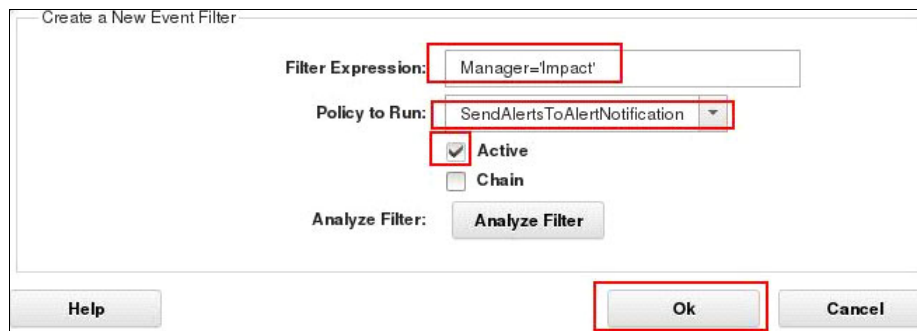 Create a New Event Filter
Filter Expression: Manager='Impact'
Policy to Run: SendAlertsToAlertNotification
Active
Chain
Analyze Filter: Analyze Filter
Help Ok Cancel